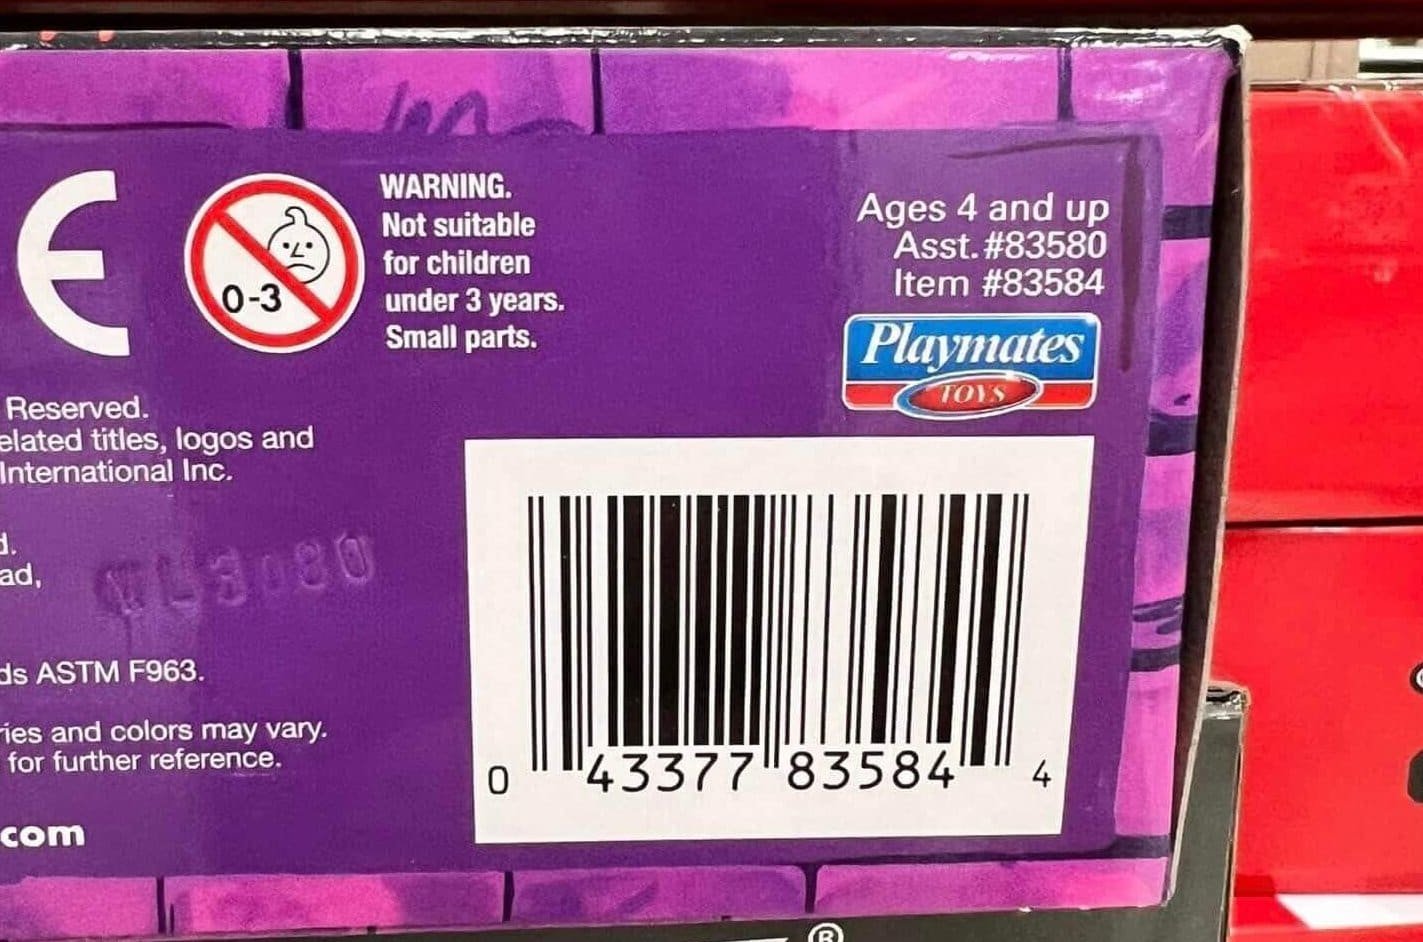 CE
0-3
WARNING.
Not suitable
for children
under 3 years.
Small parts.
Ages 4 and up
Asst. #83580
Item #83584
Playmates
TOYS
Reserved.
elated titles, logos and
International Inc.
d.
ad,
ds ASTM F963.
ries and colors may vary.
for further reference.
com
0 43377 83584 4
®